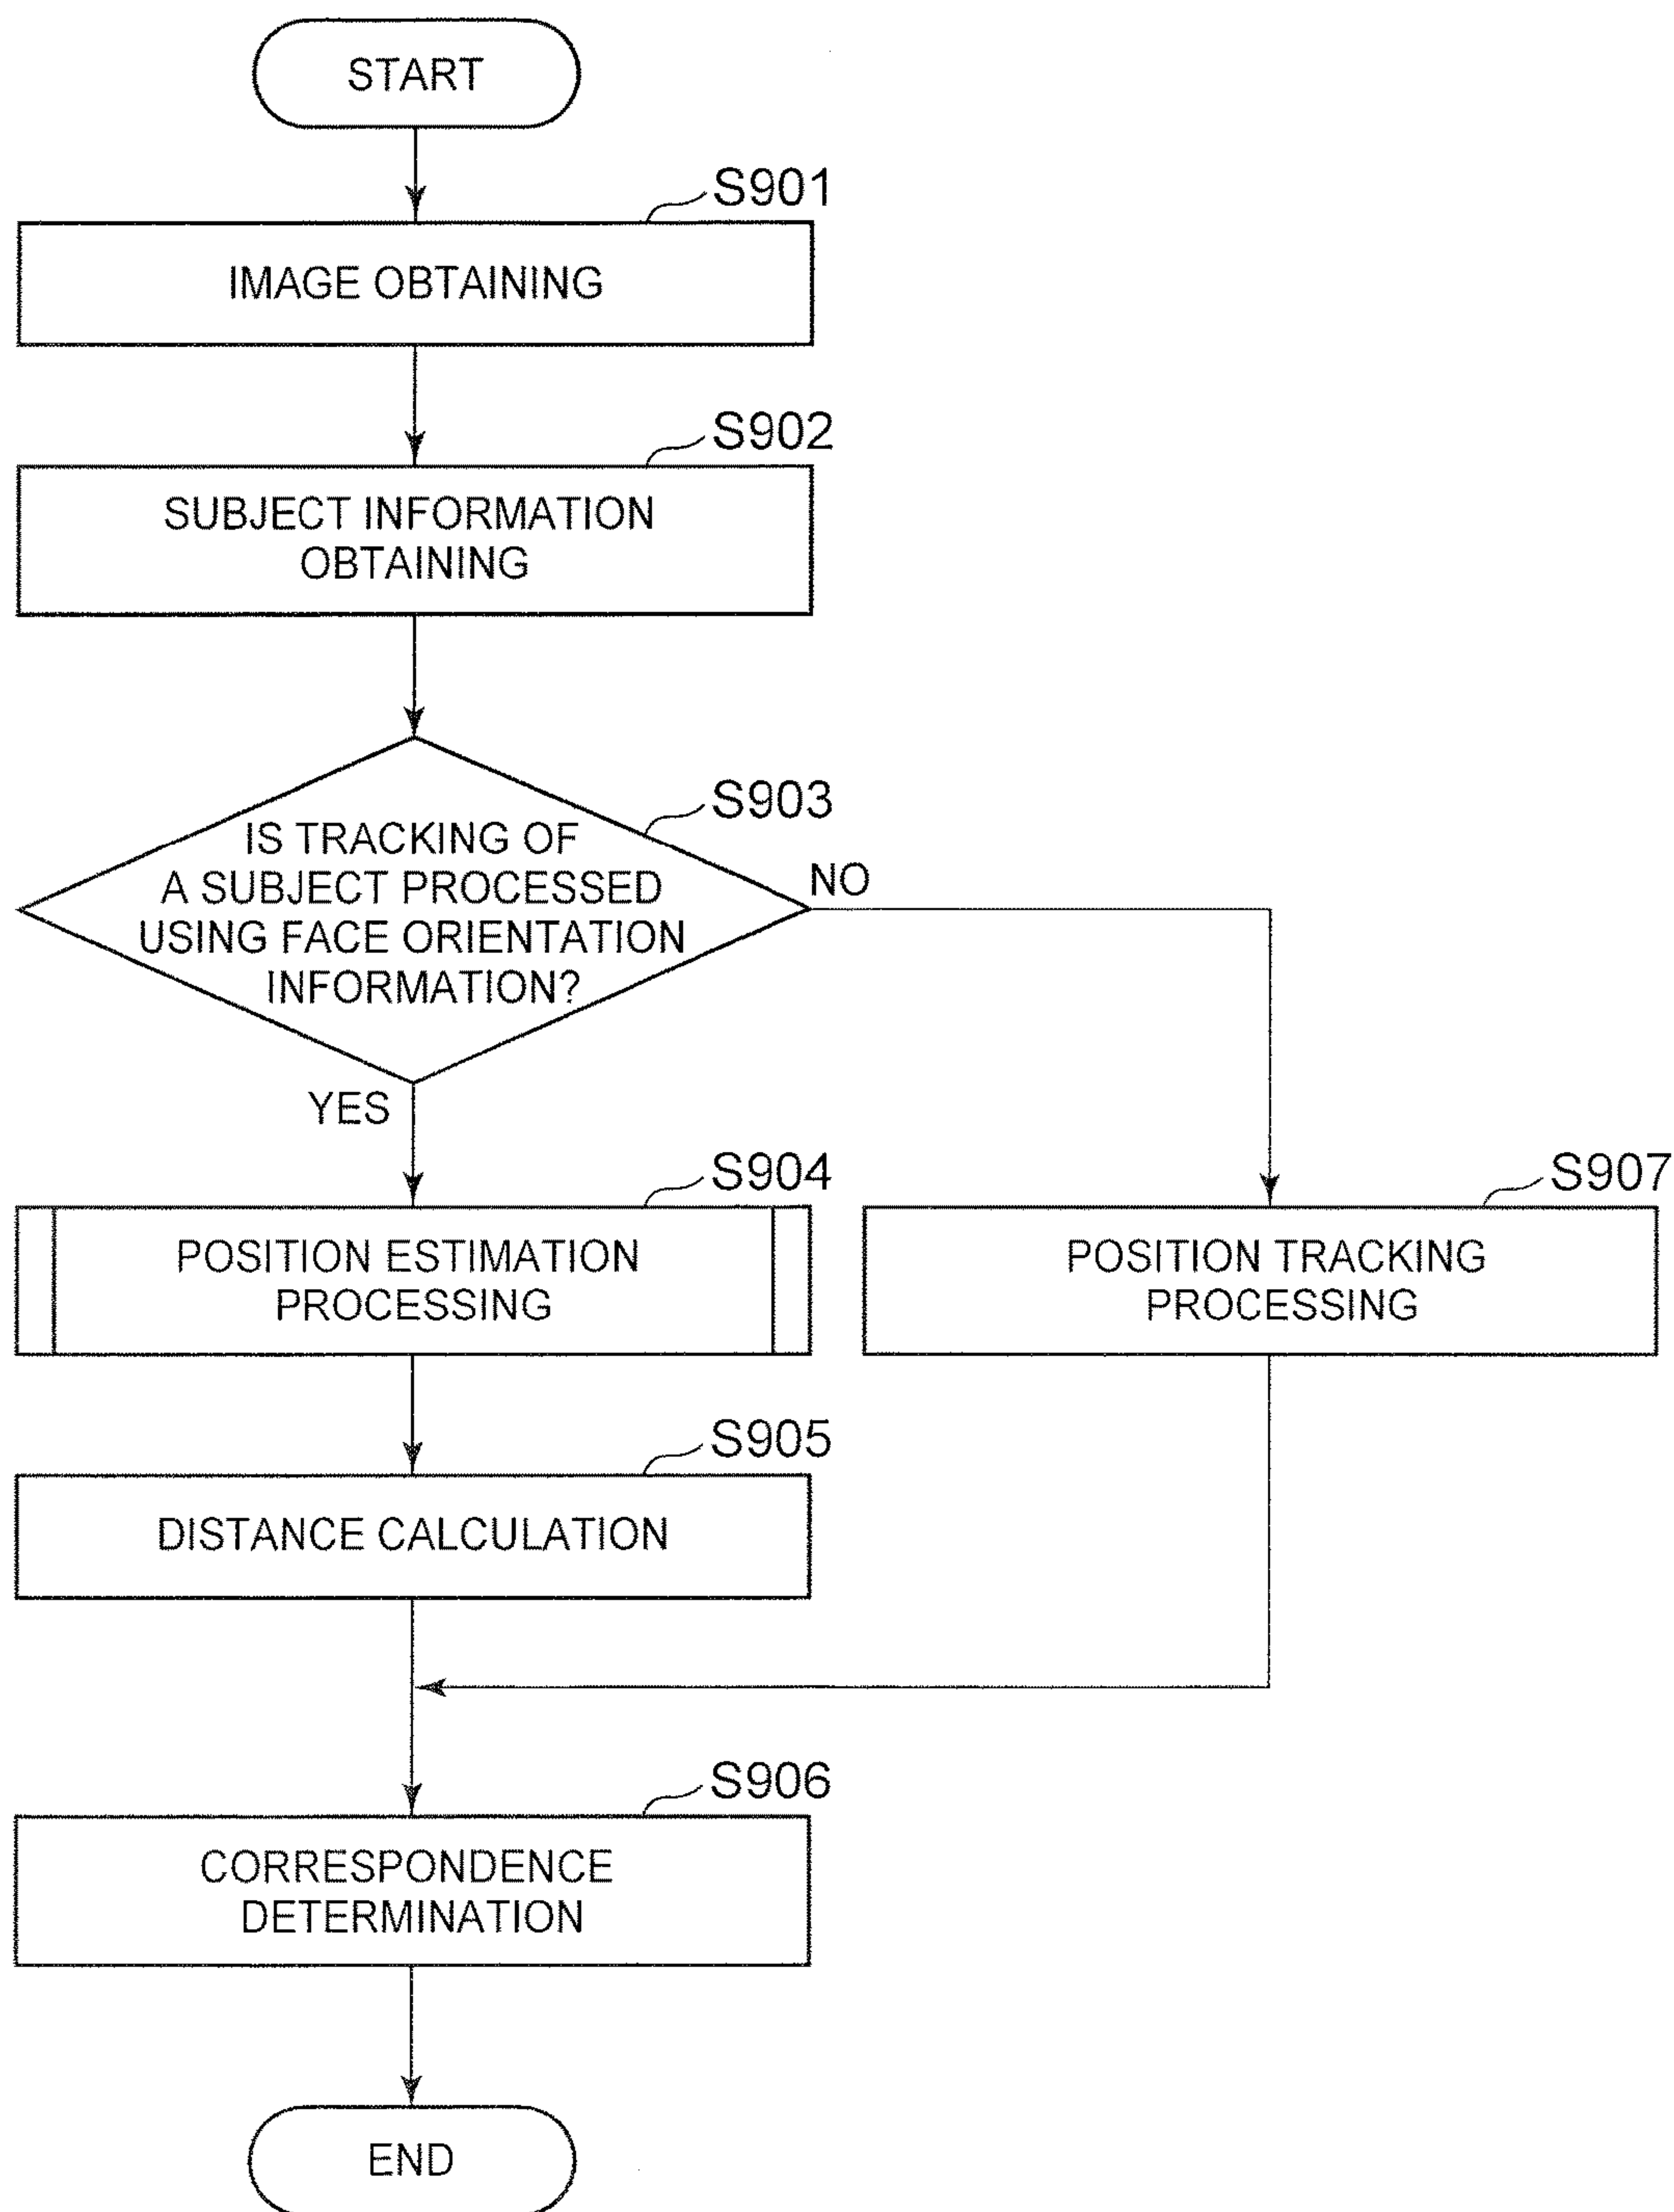 START
S901
IMAGE OBTAINING
S902
SUBJECT INFORMATION
OBTAINING
S903
IS TRACKING OF
A SUBJECT PROCESSED
USING FACE ORIENTATION
INFORMATION?
NO
YES
S904
POSITION ESTIMATION
PROCESSING
S907
POSITION TRACKING
PROCESSING
S905
DISTANCE CALCULATION
S906
CORRESPONDENCE
DETERMINATION
END